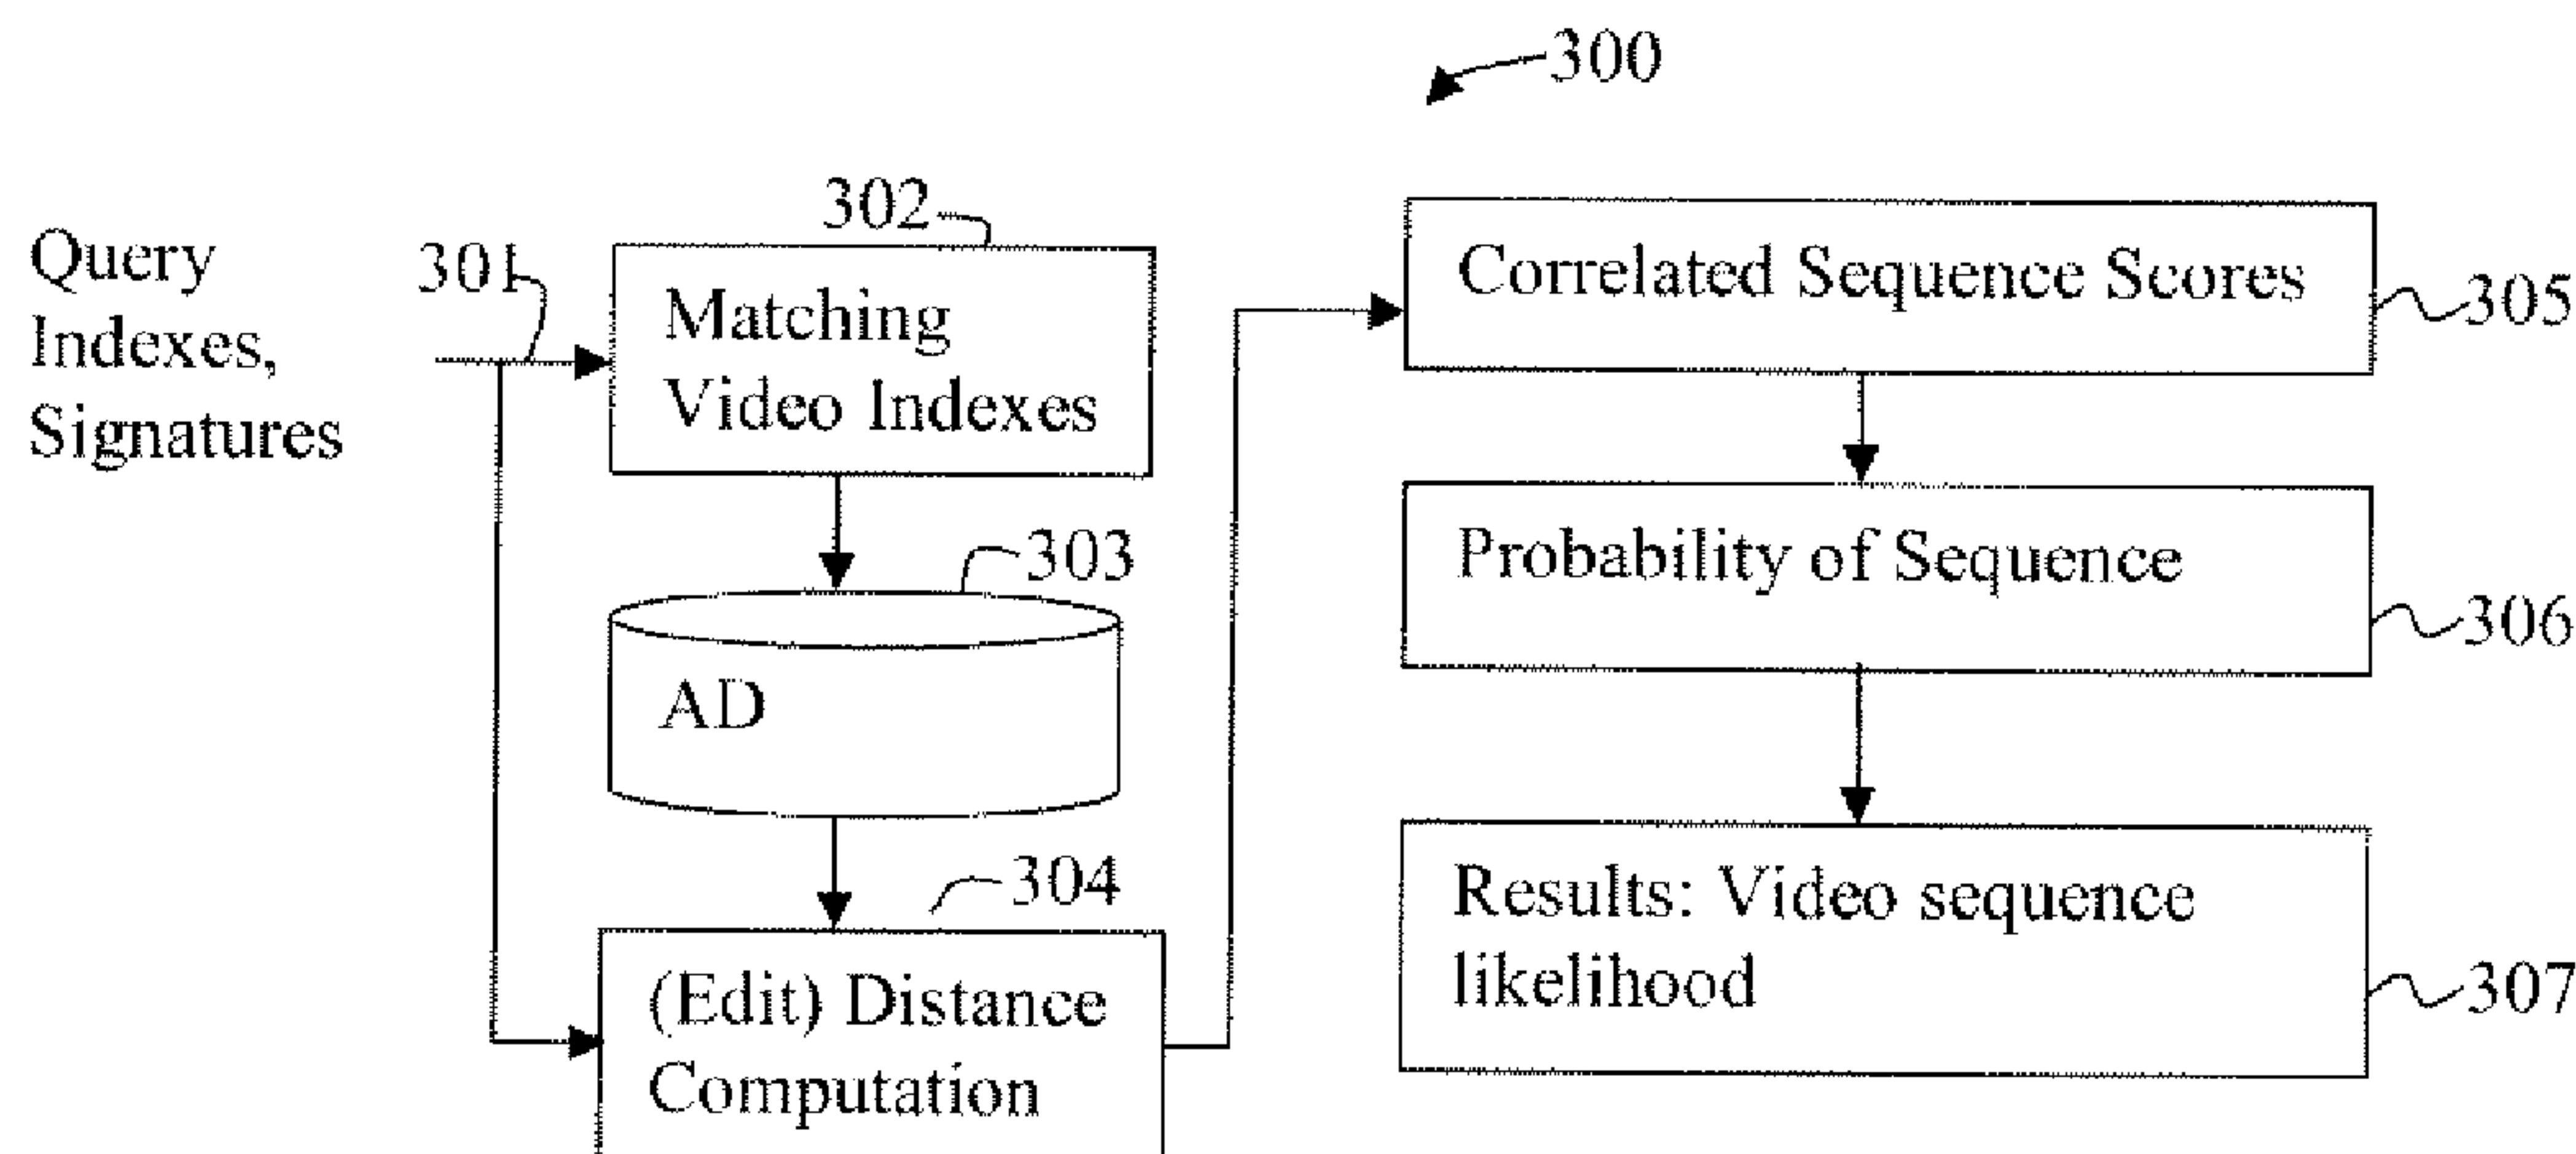 300
Query
Indexes,
Signatures
301
302
Matching
Video Indexes
303
AD
304
(Edit) Distance
Computation
Correlated Sequence Scores
305
Probability of Sequence
306
Results: Video sequence
likelihood
307